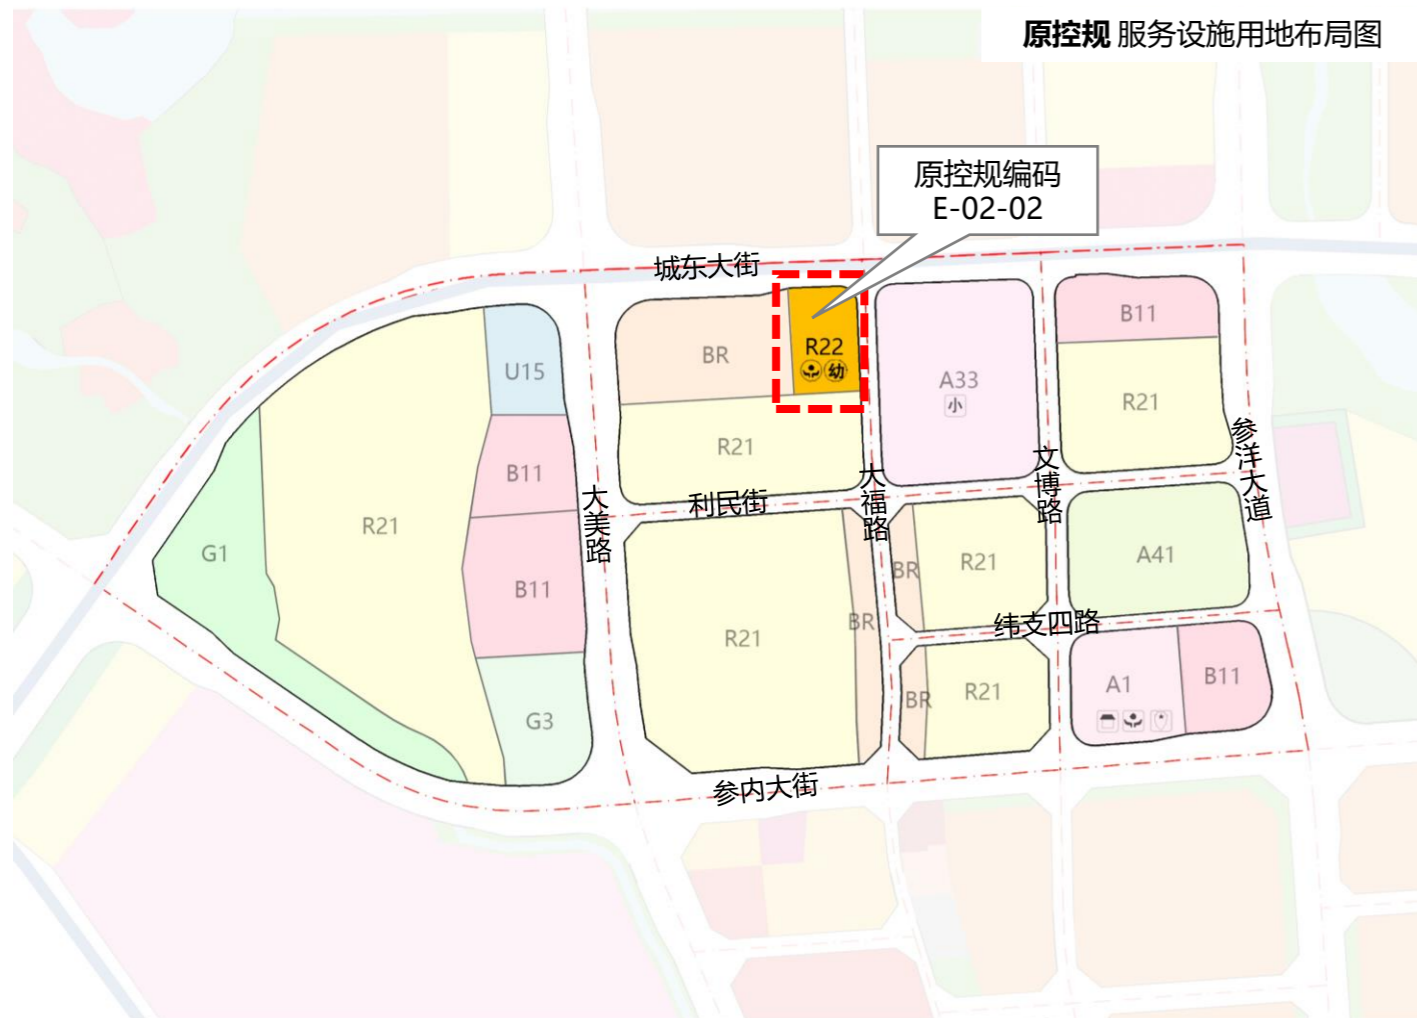 原控规 服务设施用地布局图
原控规编码
E-02-02
城东大街
B11
BR
R22
幼
U15
A33
小
R21
R21
参洋大道
B11
大美路
利民街
大福路
文博路
R21
G1
BR
R21
A41
B11
R21
BR
纬支四路
G3
BR
R21
A1
B11
参内大街